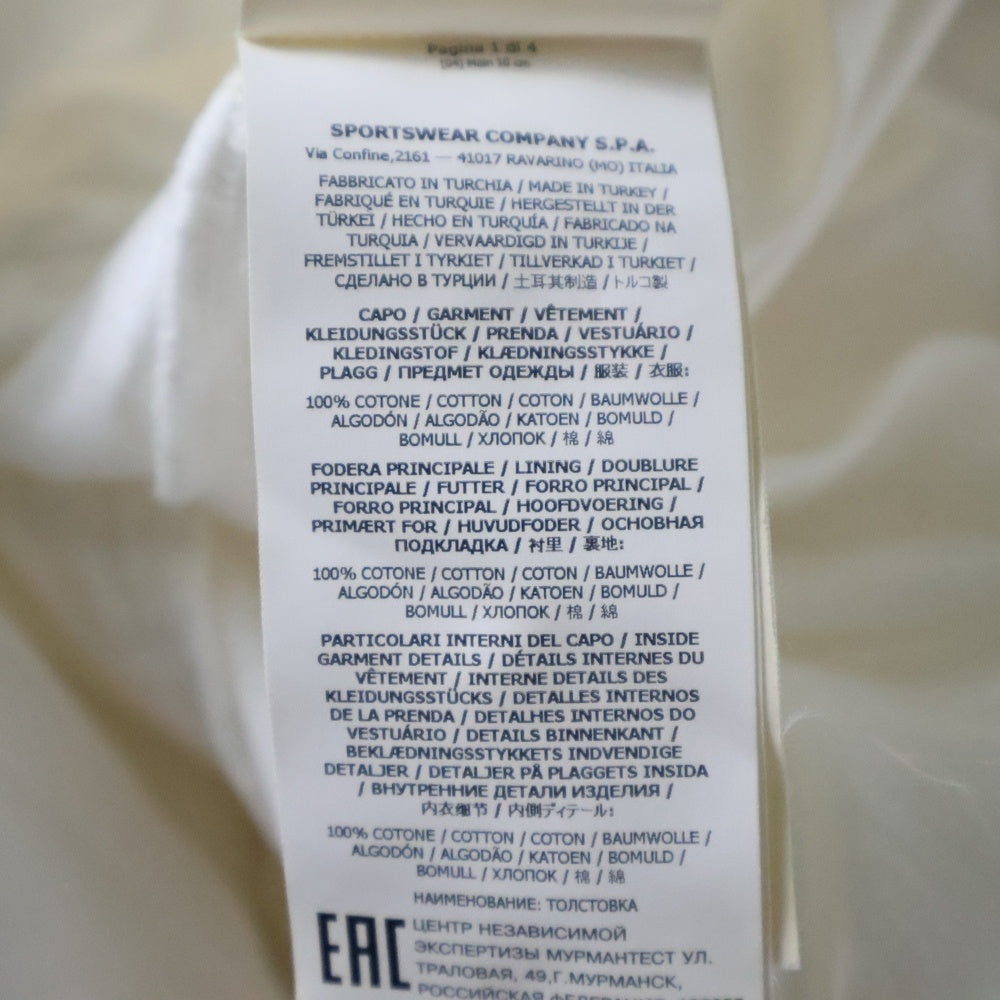 Pagina 1 di 4
SPORTSWEAR COMPANY S.P.A.
Via Confine,2161 — 41017 RAVARINO (MO) ITALIA
FABBRICATO IN TURCHIA / MADE IN TURKEY /
FABRIQUÉ EN TURQUIE / HERGESTELLT IN DER
TÜRKEI / HECHO EN TURQUÍA / FABRICADO NA
TURQUIA / VERVAARDIGD IN TURKIJE /
FREMSTILLET I TYRKIET / TILLVERKAD I TURKIET /
СДЕЛАНО В ТУРЦИИ / 土耳其制造 / トルコ製
CAPO / GARMENT / VÊTEMENT /
KLEIDUNGSSTÜCK / PRENDA / VESTUÁRIO /
KLEDINGSTOF / KLÆDNINGSSTYKKE /
PLAGG / ПРЕДМЕТ ОДЕЖДЫ / 服装 / 衣服:
100% COTONE / COTTON / COTON / BAUMWOLLE /
ALGODÓN / ALGODÃO / KATOEN / BOMULD /
BOMULL / ХЛОПОК / 棉 / 綿
FODERA PRINCIPALE / LINING / DOUBLURE
PRINCIPALE / FUTTER / FORRO PRINCIPAL /
FORRO PRINCIPAL / HOOFDVOERING /
PRIMÆRT FOR / HUVUDFODER / ОСНОВНАЯ
ПОДКЛАДКА / 衬里 / 裏地:
100% COTONE / COTTON / COTON / BAUMWOLLE /
ALGODÓN / ALGODÃO / KATOEN / BOMULD /
BOMULL / ХЛОПОК / 棉 / 綿
PARTICOLARI INTERNI DEL CAPO / INSIDE
GARMENT DETAILS / DÉTAILS INTERNES DU
VÊTEMENT / INTERNE DETAILS DES
KLEIDUNGSSTÜCKS / DETALLES INTERNOS
DE LA PRENDA / DETALHES INTERNOS DO
VESTUÁRIO / DETAILS BINNENKANT /
BEKLÆDNINGSSTYKKETS INDVENDIGE
DETALJER / DETALJER PÅ PLAGGETS INSIDA
/ ВНУТРЕННИЕ ДЕТАЛИ ИЗДЕЛИЯ /
内衣细节 / 内側ディテール:
100% COTONE / COTTON / COTON / BAUMWOLLE /
ALGODÓN / ALGODÃO / KATOEN / BOMULD /
BOMULL / ХЛОПОК / 棉 / 綿
НАИМЕНОВАНИЕ: ТОЛСТОВКА
EAC
ЦЕНТР НЕЗАВИСИМОЙ
ЭКСПЕРТИЗЫ МУРМАНТЕСТ УЛ.
ТРАЛОВАЯ, 49,Г.МУРМАНСК,
РОССИЙСКАЯ ФЕДЕРАЦИЯ